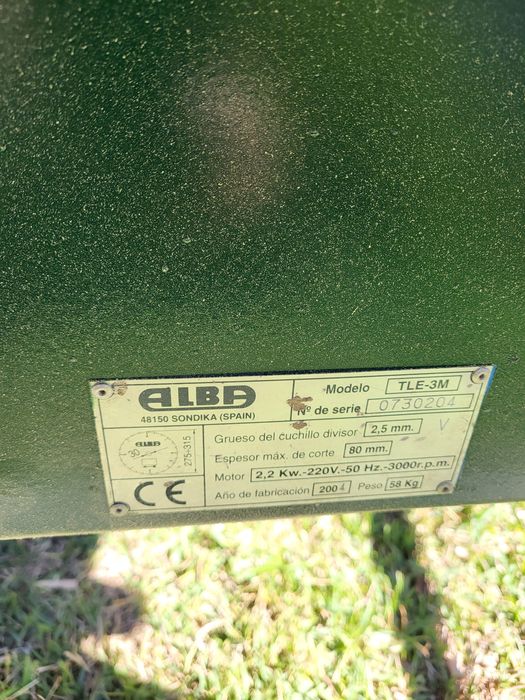 ALBA
48150 SONDIKA (SPAIN)
Modelo TLE-3M
Nº de serie 0730204
ALBA
275-315
CE
Grueso del cuchillo divisor 2,5 mm. V
Espesor máx. de corte 80 mm.
Motor 2,2 Kw.-220V.-50 Hz.-3000r.p.m.
Año de fabricación 2004 Peso 58 Kg